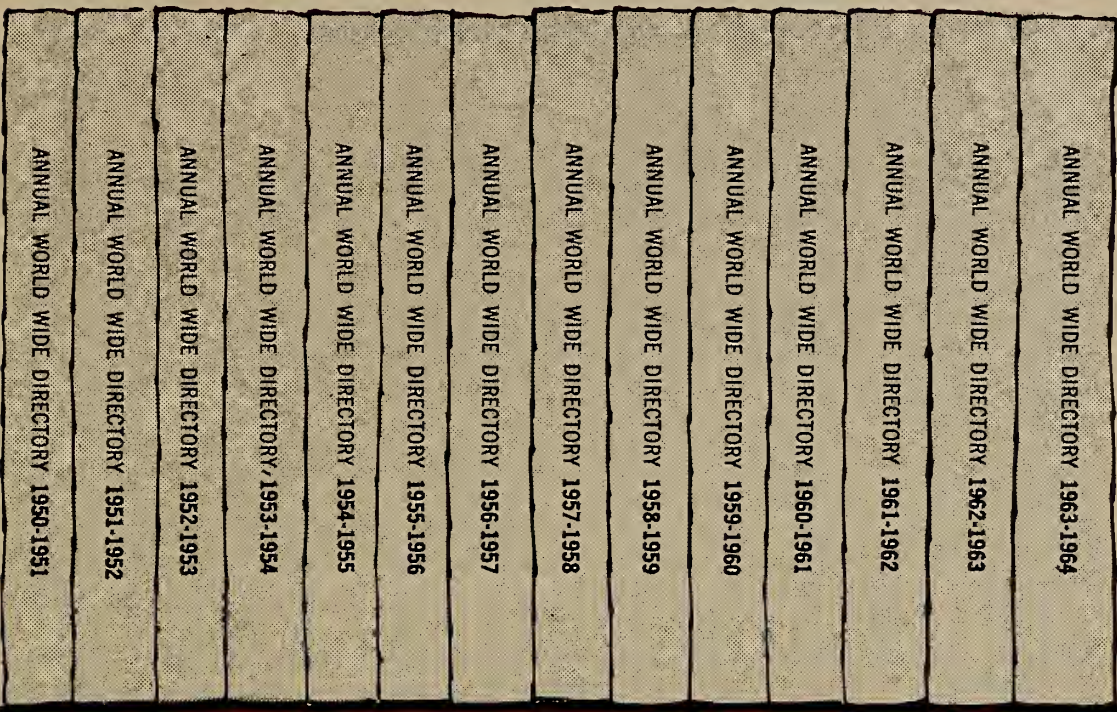 ANNUAL WORLD WIDE DIRECTORY 1950-1951
ANNUAL WORLD WIDE DIRECTORY 1951-1952
ANNUAL WORLD WIDE DIRECTORY 1952-1953
ANNUAL WORLD WIDE DIRECTORY, 1953-1954
ANNUAL WORLD WIDE DIRECTORY 1954-1955
ANNUAL WORLD WIDE DIRECTORY 1955-1956
ANNUAL WORLD WIDE DIRECTORY 1956-1957
ANNUAL WORLD WIDE DIRECTORY 1957-1958
ANNUAL WORLD WIDE DIRECTORY 1958-1959
ANNUAL WORLD WIDE DIRECTORY 1959-1960
ANNUAL WORLD WIDE DIRECTORY 1960-1961
ANNUAL WORLD WIDE DIRECTORY 1961-1962
ANNUAL WORLD WIDE DIRECTORY 1962-1963
ANNUAL WORLD WIDE DIRECTORY 1963-1964